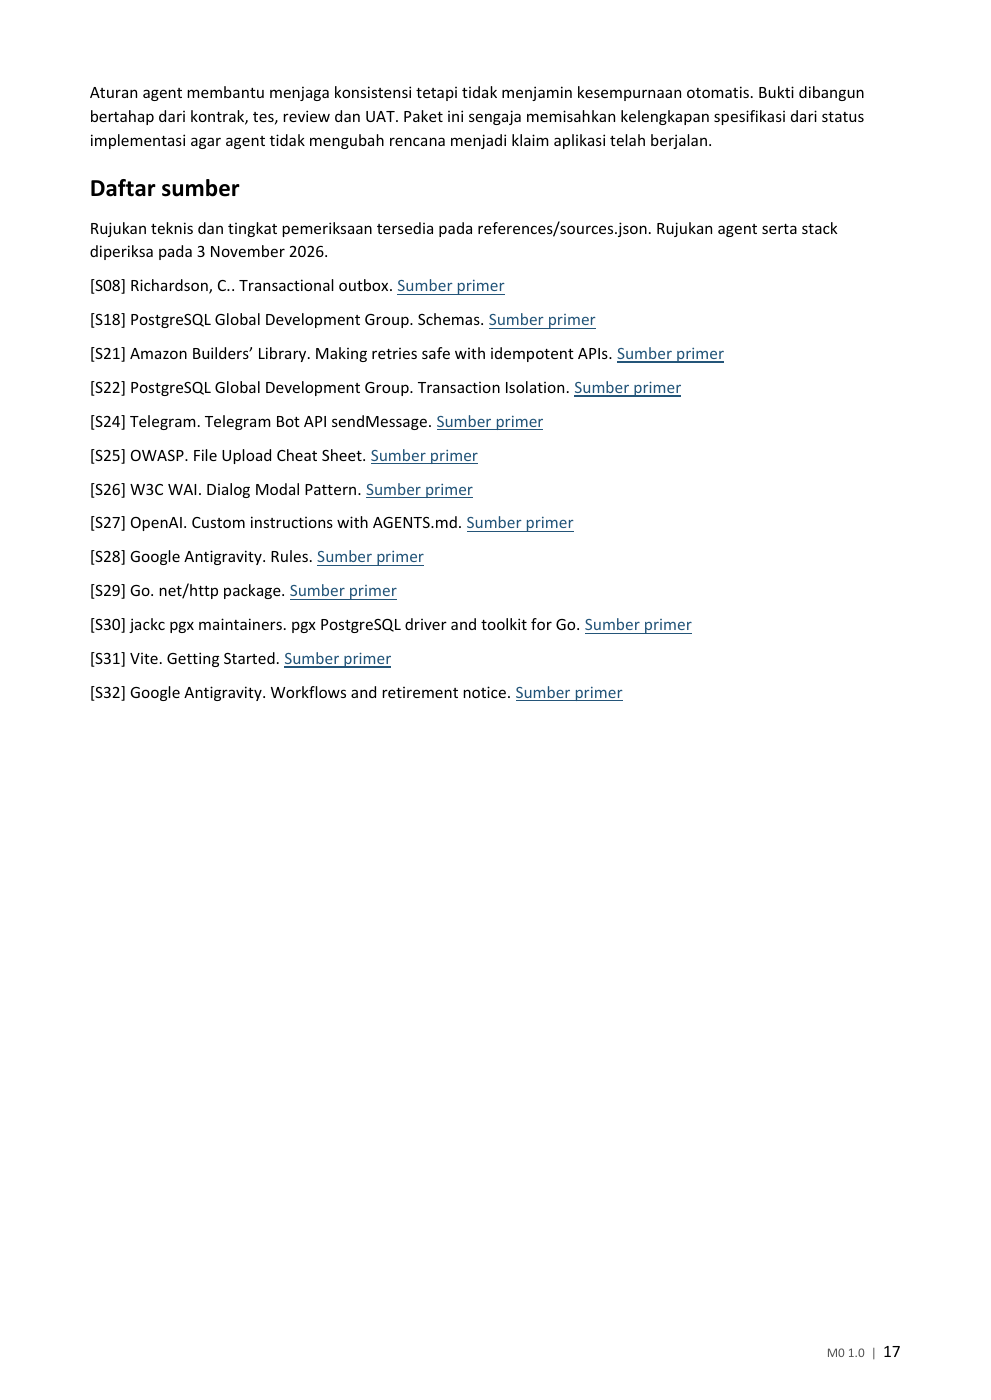 Aturan agent membantu menjaga konsistensi tetapi tidak menjamin kesempurnaan otomatis. Bukti dibangun
bertahap dari kontrak, tes, review dan UAT. Paket ini sengaja memisahkan kelengkapan spesifikasi dari status
implementasi agar agent tidak mengubah rencana menjadi klaim aplikasi telah berjalan.
Daftar sumber
Rujukan teknis dan tingkat pemeriksaan tersedia pada references/sources.json. Rujukan agent serta stack
diperiksa pada 3 November 2026.
[S08] Richardson, C.. Transactional outbox. Sumber primer
[S18] PostgreSQL Global Development Group. Schemas. Sumber primer
[S21] Amazon Builders’ Library. Making retries safe with idempotent APIs. Sumber primer
[S22] PostgreSQL Global Development Group. Transaction Isolation. Sumber primer
[S24] Telegram. Telegram Bot API sendMessage. Sumber primer
[S25] OWASP. File Upload Cheat Sheet. Sumber primer
[S26] W3C WAI. Dialog Modal Pattern. Sumber primer
[S27] OpenAI. Custom instructions with AGENTS.md. Sumber primer
[S28] Google Antigravity. Rules. Sumber primer
[S29] Go. net/http package. Sumber primer
[S30] jackc pgx maintainers. pgx PostgreSQL driver and toolkit for Go. Sumber primer
[S31] Vite. Getting Started. Sumber primer
[S32] Google Antigravity. Workflows and retirement notice. Sumber primer
M0 1.0 | 17